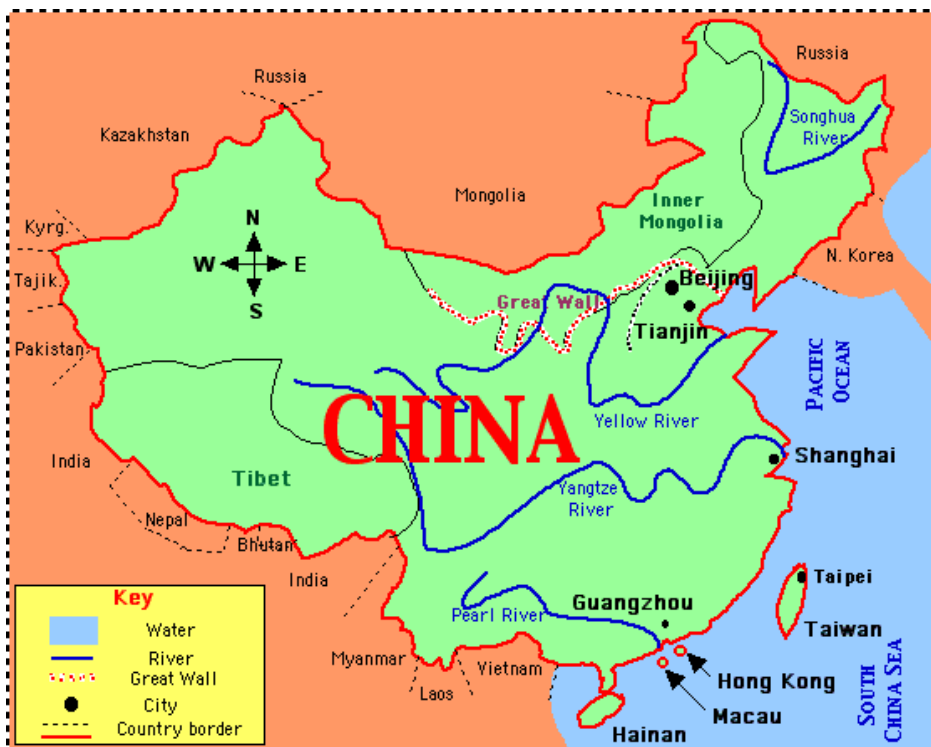 Russia
Russia
Kazakhstan
Songhua
River
Mongolia
Inner
Mongolia
N
W E
S
Kyrg.
Tajik.
N. Korea
Beijing
Great Wall
Tianjin
Pakistan
PACIFIC
OCEAN
CHINA
Yellow River
Shanghai
India
Tibet
Yangtze
River
Nepal
Bhutan
India
Taipei
Guangzhou
Pearl River
Taiwan
Key
Water
River
Great Wall
City
Country border
Myanmar
Vietnam
Laos
Hong Kong
Macau
Hainan
SOUTH
CHINA SEA